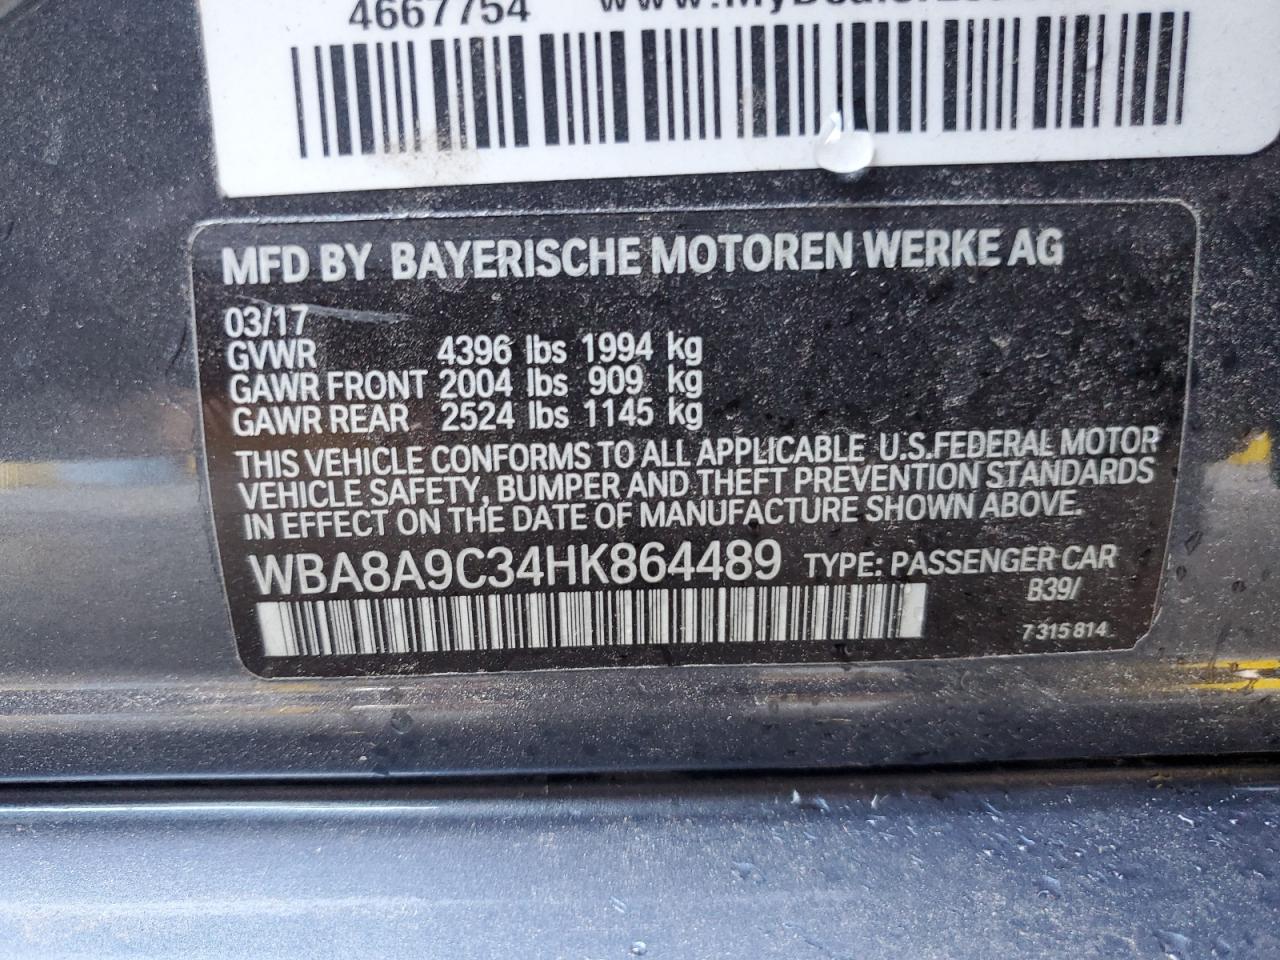 4667754
MFD BY BAYERISCHE MOTOREN WERKE AG
03/17
GVWR 4396 lbs 1994 kg
GAWR FRONT 2004 lbs 909 kg
GAWR REAR 2524 lbs 1145 kg
THIS VEHICLE CONFORMS TO ALL APPLICABLE U.S.FEDERAL MOTOR
VEHICLE SAFETY, BUMPER AND THEFT PREVENTION STANDARDS
IN EFFECT ON THE DATE OF MANUFACTURE SHOWN ABOVE.
WBA8A9C34HK864489 TYPE: PASSENGER CAR
B39/
7 315 814